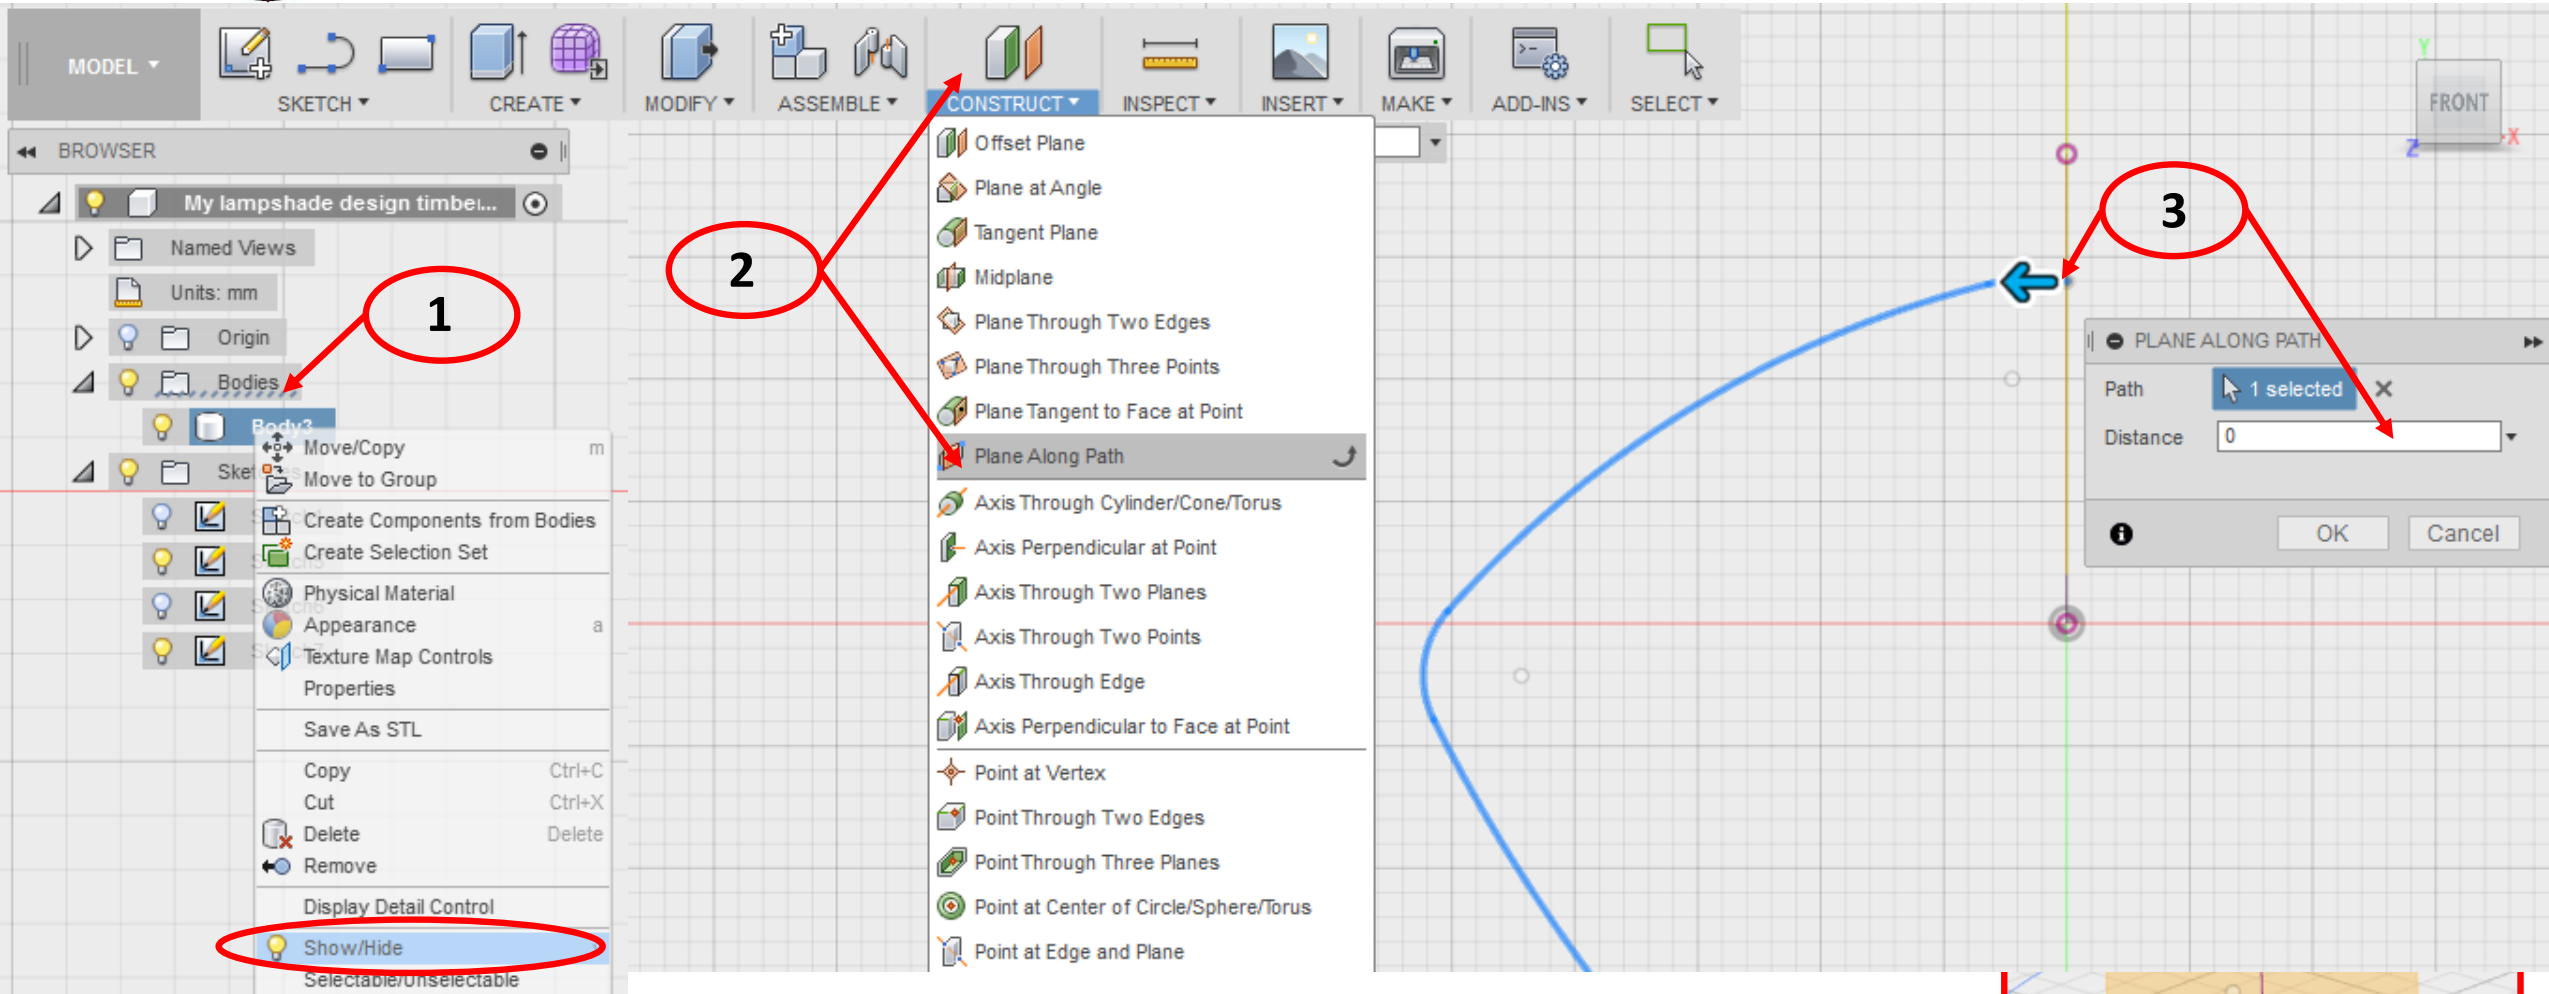 MODEL
SKETCH
CREATE
MODIFY
ASSEMBLE
CONSTRUCT
INSPECT
INSERT
MAKE
ADD-INS
SELECT
BROWSER
My lampshade design timbe...
Named Views
Units: mm
Origin
Bodies
Body3
1
Move/Copy m
Move to Group
Create Components from Bodies
Create Selection Set
Physical Material
Appearance a
Texture Map Controls
Properties
Save As STL
Copy Ctrl+C
Cut Ctrl+X
Delete Delete
Remove
Display Detail Control
Show/Hide
Selectable/Unselectable
2
Offset Plane
Plane at Angle
Tangent Plane
Midplane
Plane Through Two Edges
Plane Through Three Points
Plane Tangent to Face at Point
Plane Along Path
Axis Through Cylinder/Cone/Torus
Axis Perpendicular at Point
Axis Through Two Planes
Axis Through Two Points
Axis Through Edge
Axis Perpendicular to Face at Point
Point at Vertex
Point Through Two Edges
Point Through Three Planes
Point at Center of Circle/Sphere/Torus
Point at Edge and Plane
3
Y
FRONT
X
Z
PLANE ALONG PATH
Path 1 selected
Distance 0
OK Cancel